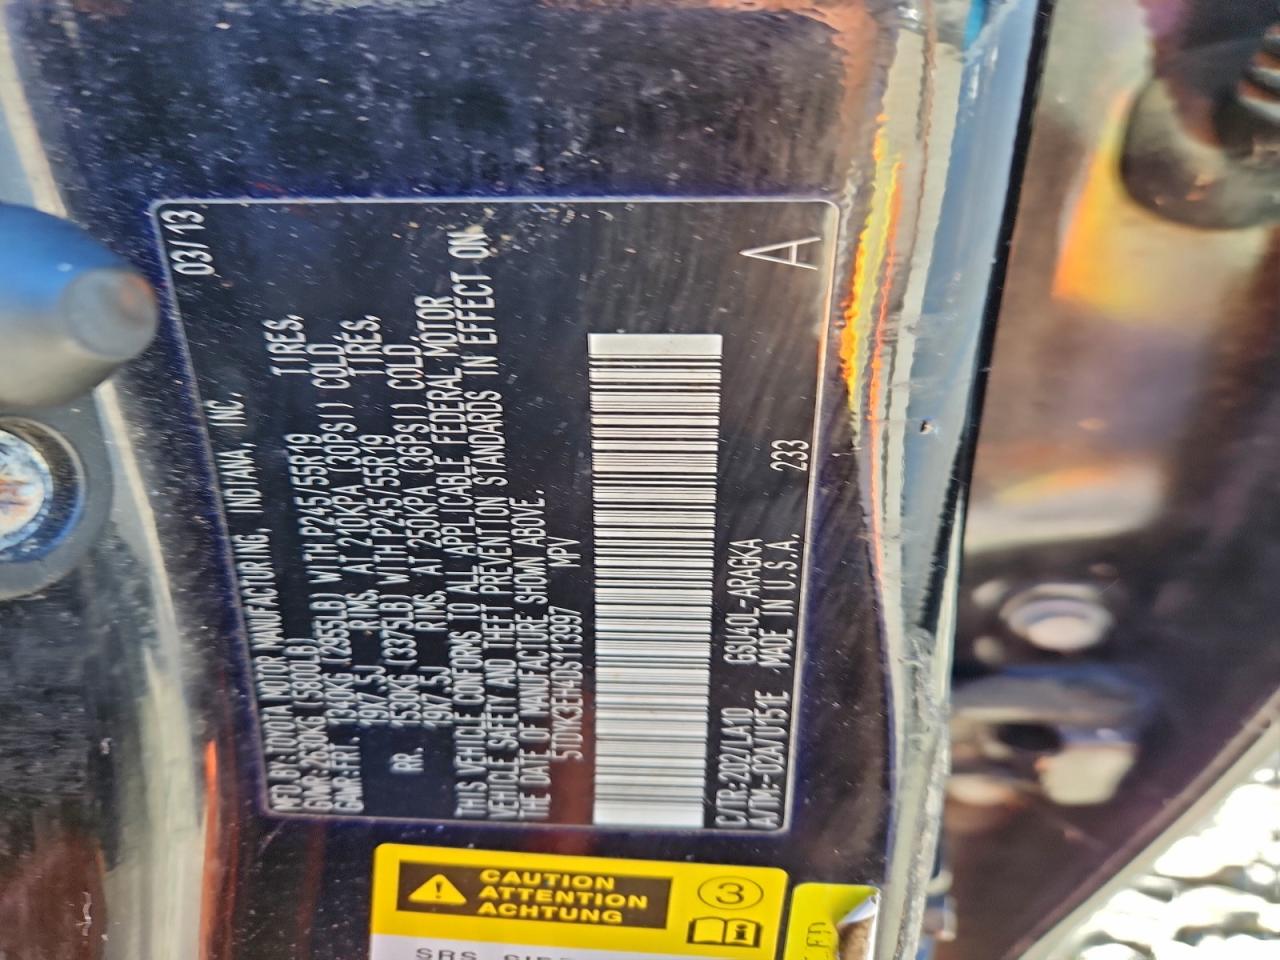 MFD. BY: TOYOTA MOTOR MANUFACTURING, INDIANA, INC. 03/13
GVWR: 2630KG (5800LB)
GAWR: FRT. 1340KG (2955LB) WITH P245/55R19 TIRES,
19X7.5J RIMS, AT 210KPA (30PSI) COLD.
RR. 1530KG (3375LB) WITH P245/55R19 TIRES,
19X7.5J RIMS, AT 250KPA (36PSI) COLD.
THIS VEHICLE CONFORMS TO ALL APPLICABLE FEDERAL MOTOR
VEHICLE SAFETY AND THEFT PREVENTION STANDARDS IN EFFECT ON
THE DATE OF MANUFACTURE SHOWN ABOVE.
5TDYK3EH4DS113997 MPV
C/TR: 202/LA10 GSU40L-ARAGKA
A/TM: -02A/U151E MADE IN U.S.A. 233
A
CAUTION
ATTENTION
ACHTUNG
3
SRS